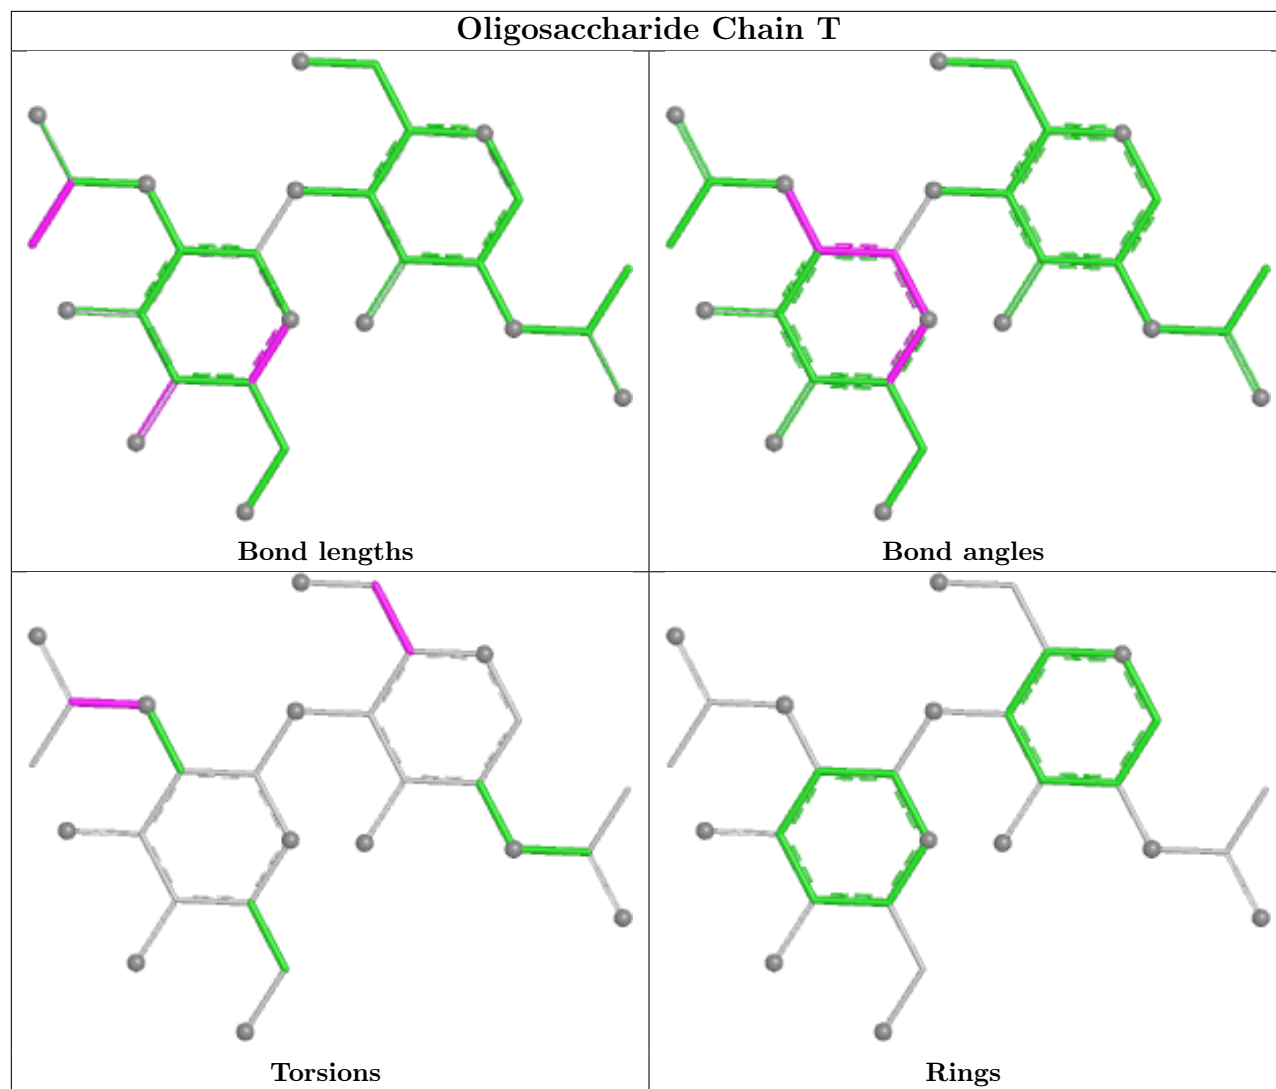 Oligosaccharide Chain T
Bond lengths
Bond angles
Torsions
Rings